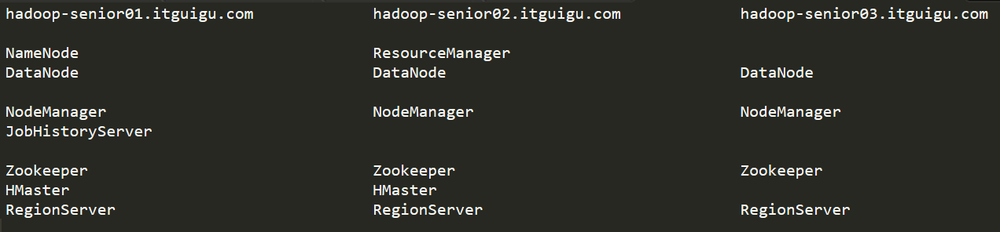 hadoop-senior01.itguigu.com hadoop-senior02.itguigu.com hadoop-senior03.itguigu.com
NameNode ResourceManager
DataNode DataNode DataNode
NodeManager NodeManager NodeManager
JobHistoryServer
Zookeeper Zookeeper Zookeeper
HMaster HMaster
RegionServer RegionServer RegionServer